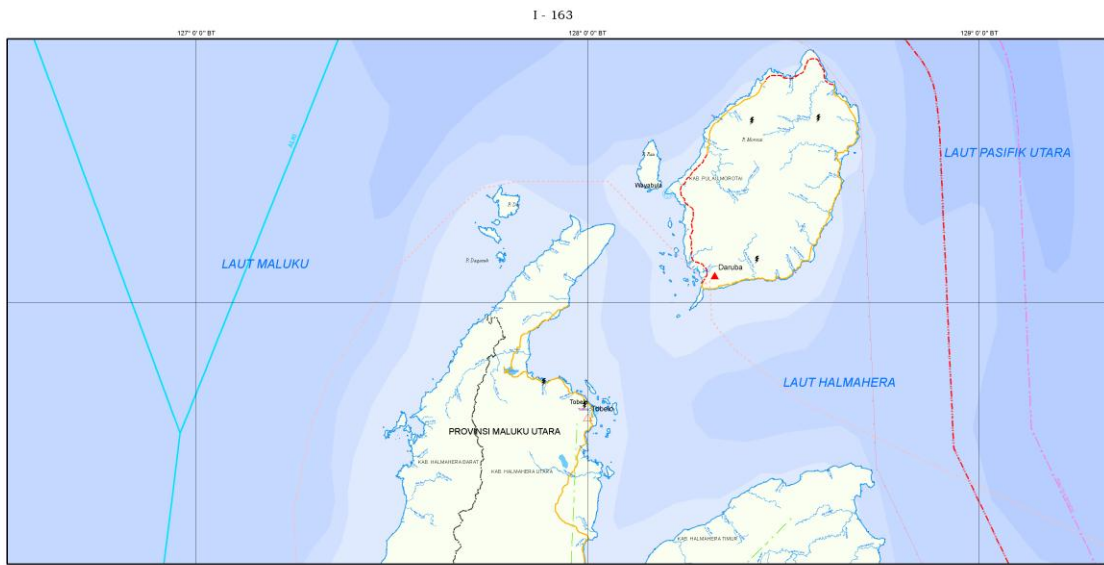 I - 163
127° 0' 0" BT
128° 0' 0" BT
129° 0' 0" BT
LAUT PASIFIK UTARA
KAB. PULAU MOROTAI
Wayabula
LAUT MALUKU
Daruba
LAUT HALMAHERA
Tobelo
Tobelo
PROVINSI MALUKU UTARA
KAB. HALMAHERA BARAT
KAB. HALMAHERA UTARA
KAB. HALMAHERA TIMUR